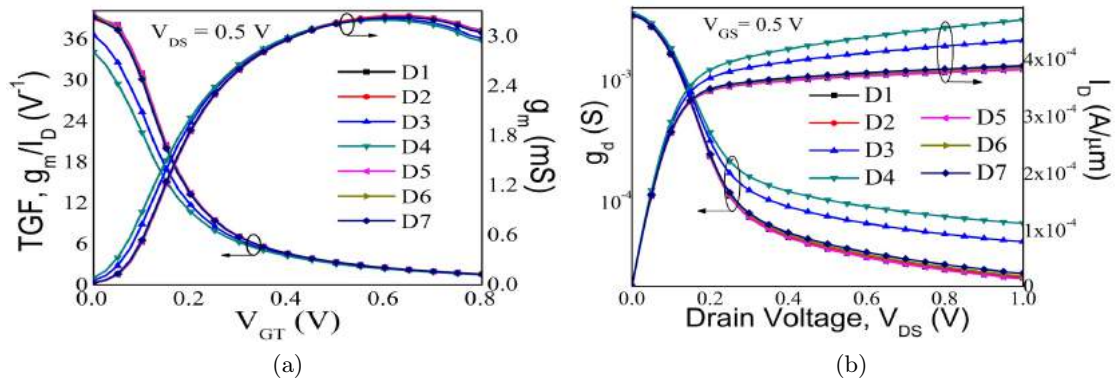 TGF, g_m/I_D (V^-1)
36
30
24
18
12
6
0
V_DS = 0.5 V
D1
D2
D3
D4
D5
D6
D7
3.0
2.4
1.8
1.2
0.6
0.0
g_m (mS)
0.0 0.2 0.4 0.6 0.8
V_GT (V)
(a)
g_d (S)
10^-3
10^-4
V_GS = 0.5 V
D1
D2
D3
D4
D5
D6
D7
4x10^-4
3x10^-4
2x10^-4
1x10^-4
0
I_D (A/μm)
0.0 0.2 0.4 0.6 0.8 1.0
Drain Voltage, V_DS (V)
(b)